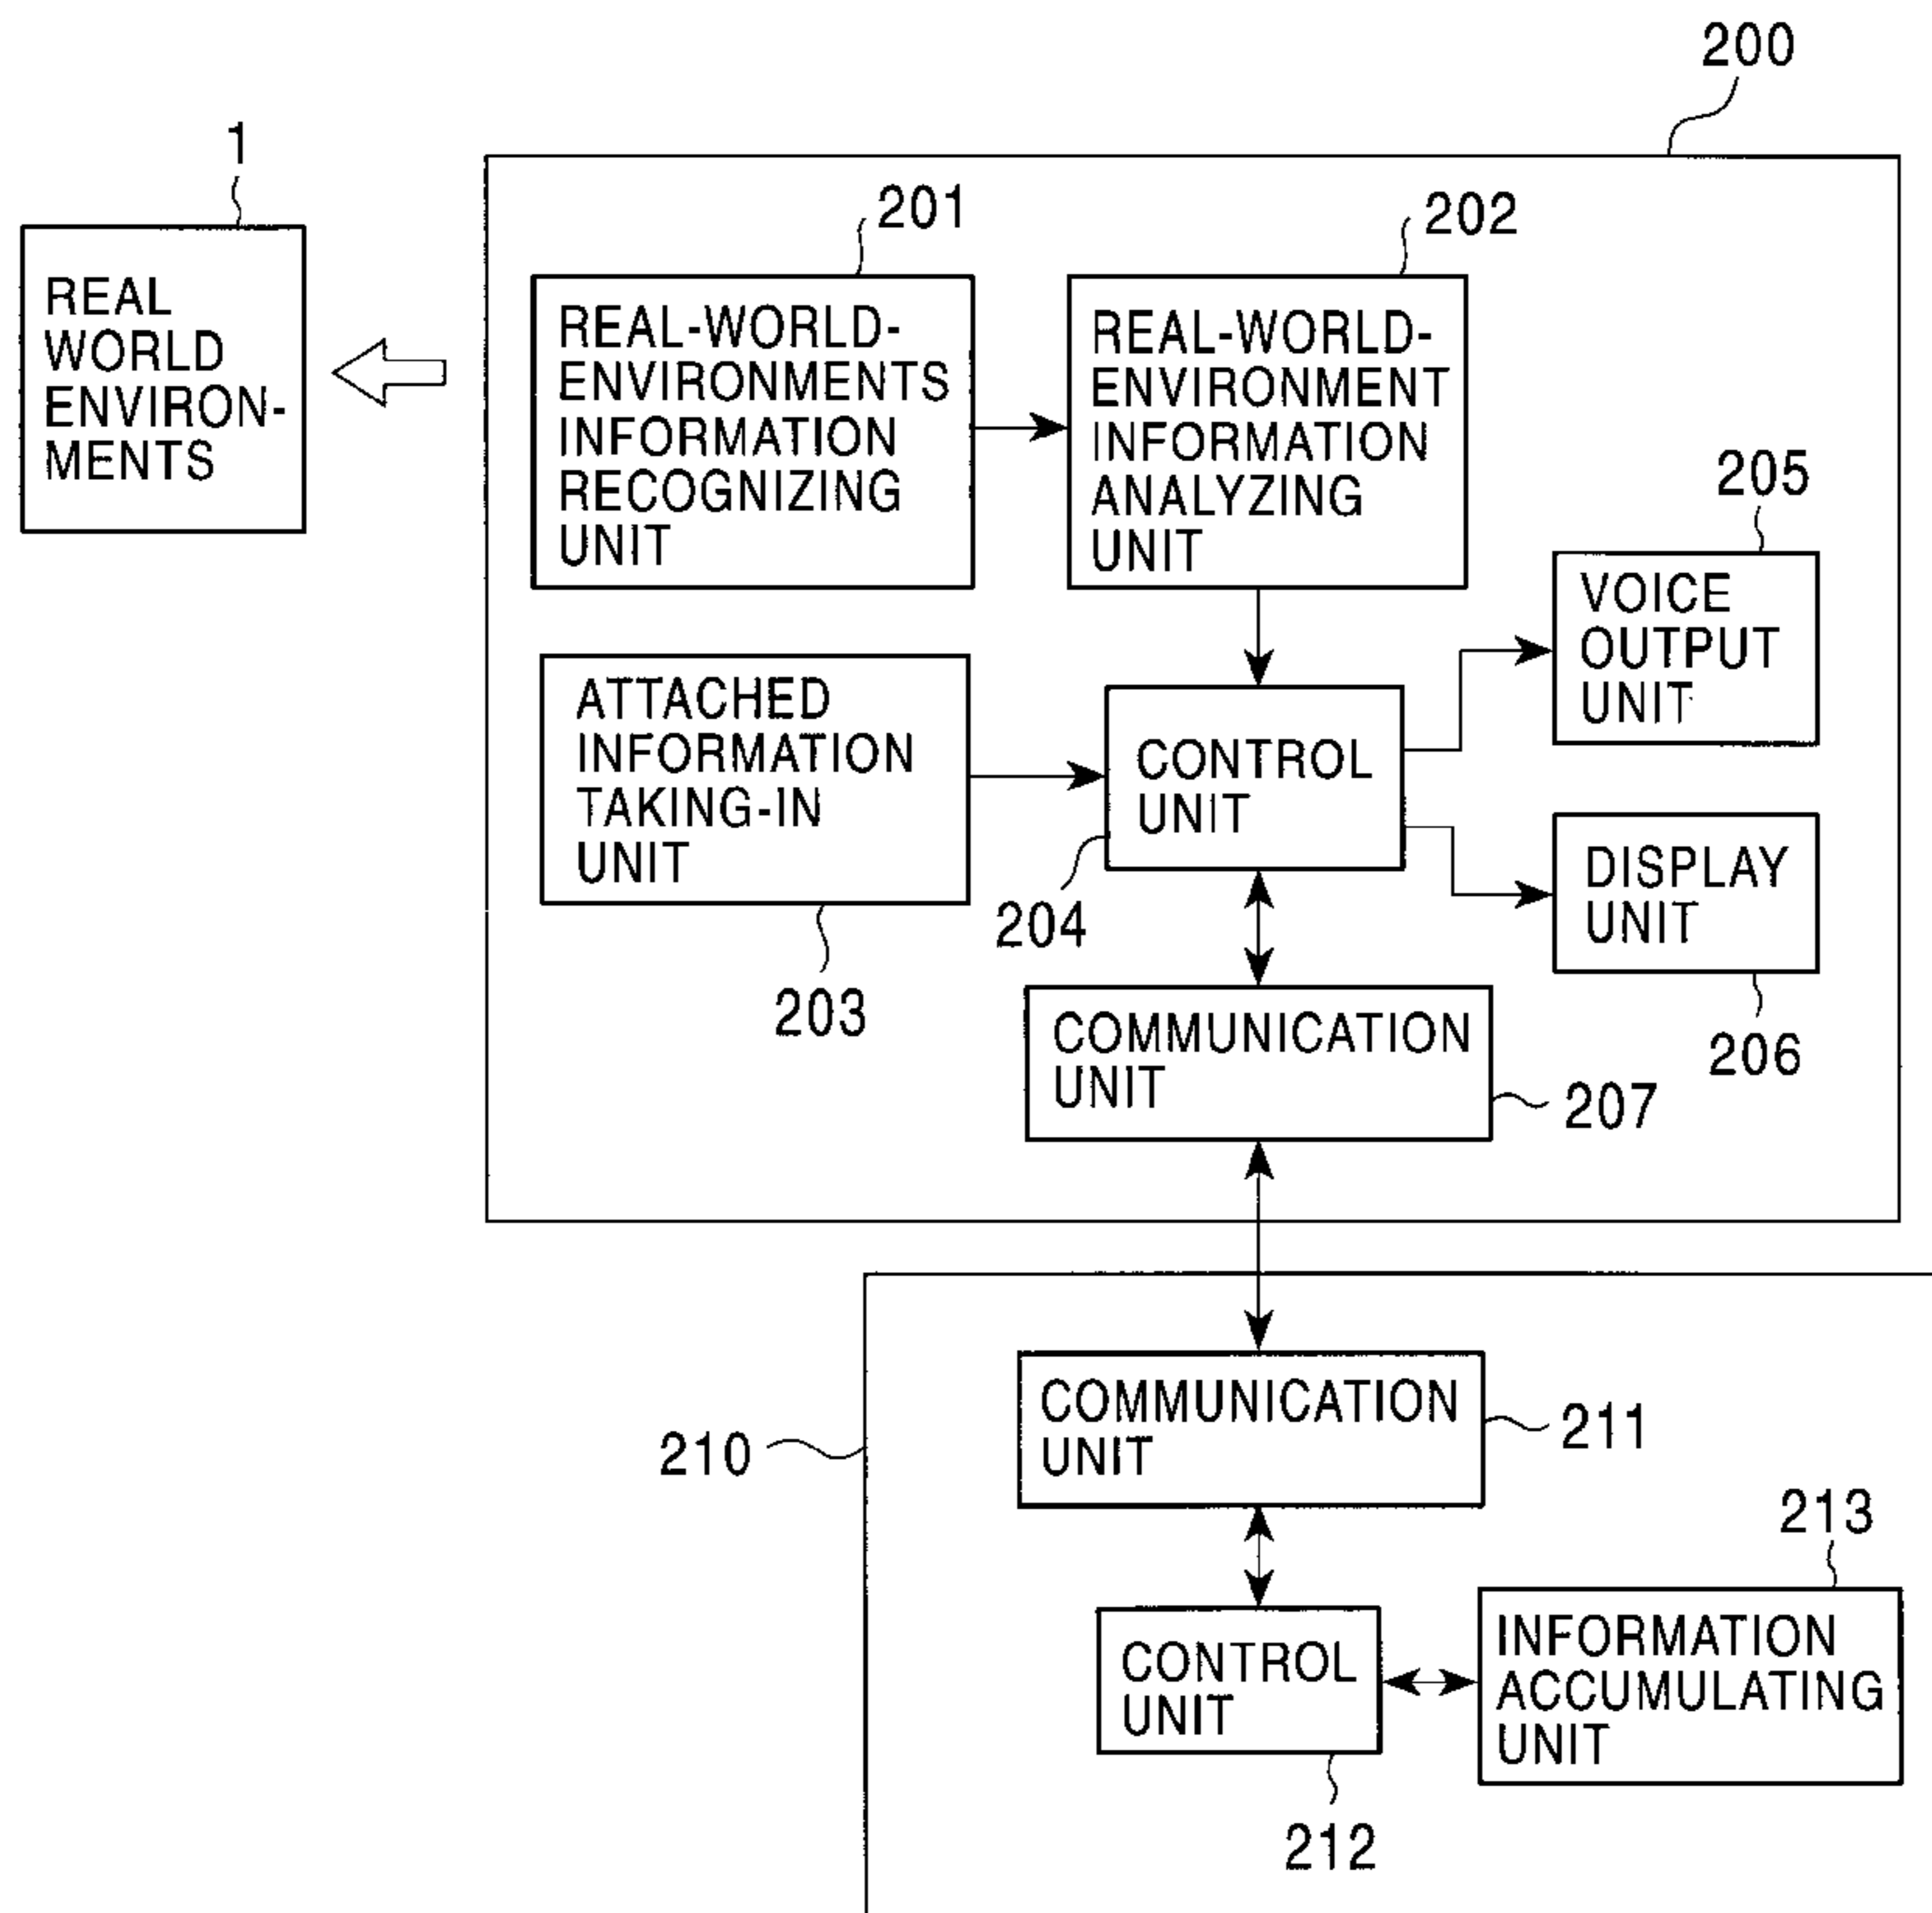 200
1
REAL
WORLD
ENVIRON-
MENTS
201
REAL-WORLD-
ENVIRONMENTS
INFORMATION
RECOGNIZING
UNIT
202
REAL-WORLD-
ENVIRONMENT
INFORMATION
ANALYZING
UNIT
205
VOICE
OUTPUT
UNIT
ATTACHED
INFORMATION
TAKING-IN
UNIT
203
CONTROL
UNIT
204
DISPLAY
UNIT
206
COMMUNICATION
UNIT
207
210
COMMUNICATION
UNIT
211
213
CONTROL
UNIT
212
INFORMATION
ACCUMULATING
UNIT